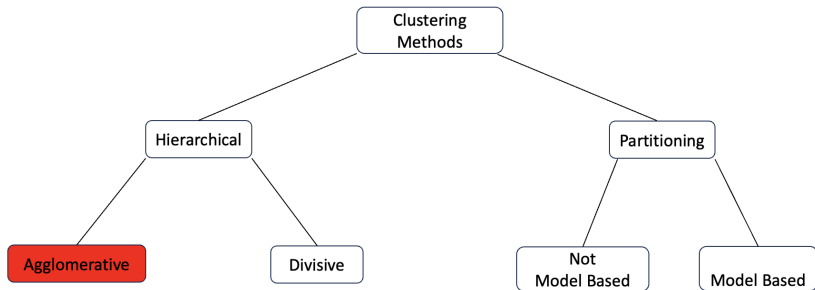 Clustering
Methods
Hierarchical
Partitioning
Agglomerative
Divisive
Not
Model Based
Model Based